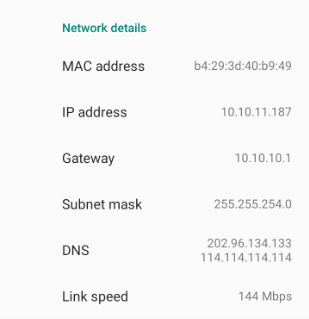 Network details
MAC address b4:29:3d:40:b9:49
IP address 10.10.11.187
Gateway 10.10.10.1
Subnet mask 255.255.254.0
DNS 202.96.134.133
114.114.114.114
Link speed 144 Mbps